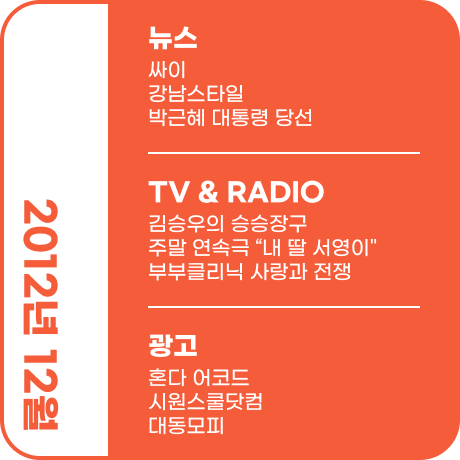 2012년 12월
뉴스
싸이
강남스타일
박근혜 대통령 당선
TV & RADIO
김승우의 승승장구
주말 연속극 “내 딸 서영이"
부부클리닉 사랑과 전쟁
광고
혼다 어코드
시원스쿨닷컴
대동모피